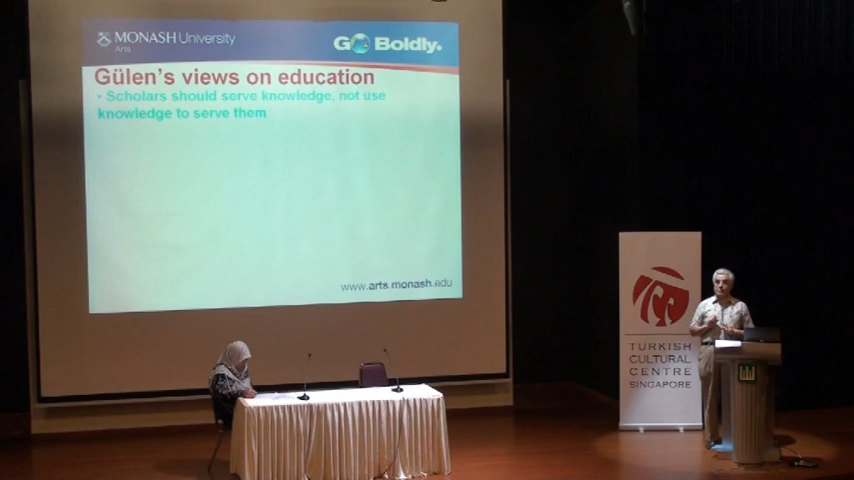 MONASH University
Arts
GO Boldly.
Gülen's views on education
• Scholars should serve knowledge, not use
knowledge to serve them
www.arts.monash.edu
TURKISH
CULTURAL
CENTRE
SINGAPORE